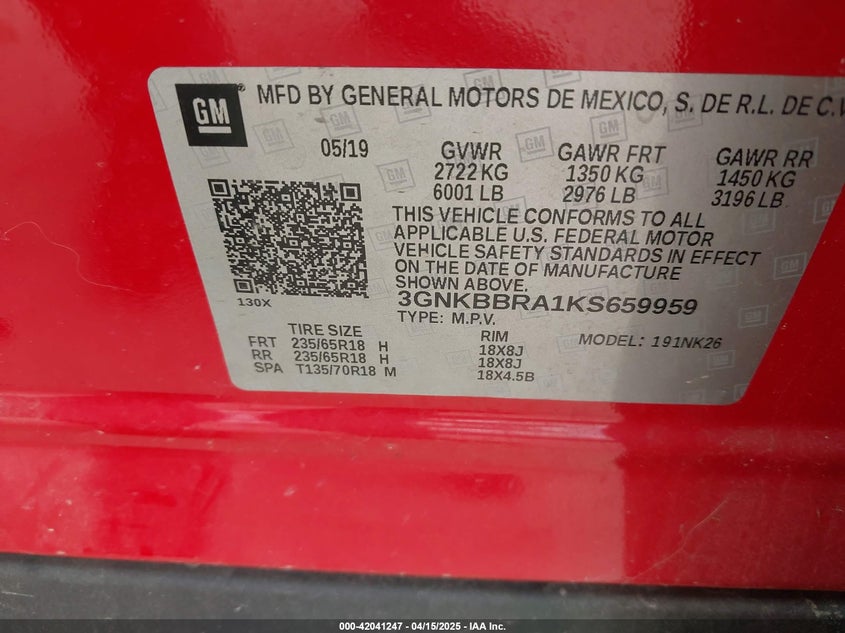 GM
MFD BY GENERAL MOTORS DE MEXICO, S. DE R.L. DE C.V
05/19 GVWR GAWR FRT GAWR RR
2722 KG 1350 KG 1450 KG
6001 LB 2976 LB 3196 LB
THIS VEHICLE CONFORMS TO ALL
APPLICABLE U.S. FEDERAL MOTOR
VEHICLE SAFETY STANDARDS IN EFFECT
ON THE DATE OF MANUFACTURE
SHOWN ABOVE.
130X
3GNKBBRA1KS659959
TYPE: M.P.V.
TIRE SIZE RIM MODEL: 191NK26
FRT 235/65R18 H 18X8J
RR 235/65R18 H 18X8J
SPA T135/70R18 M 18X4.5B
000-42041247 - 04/15/2025 - IAA Inc.